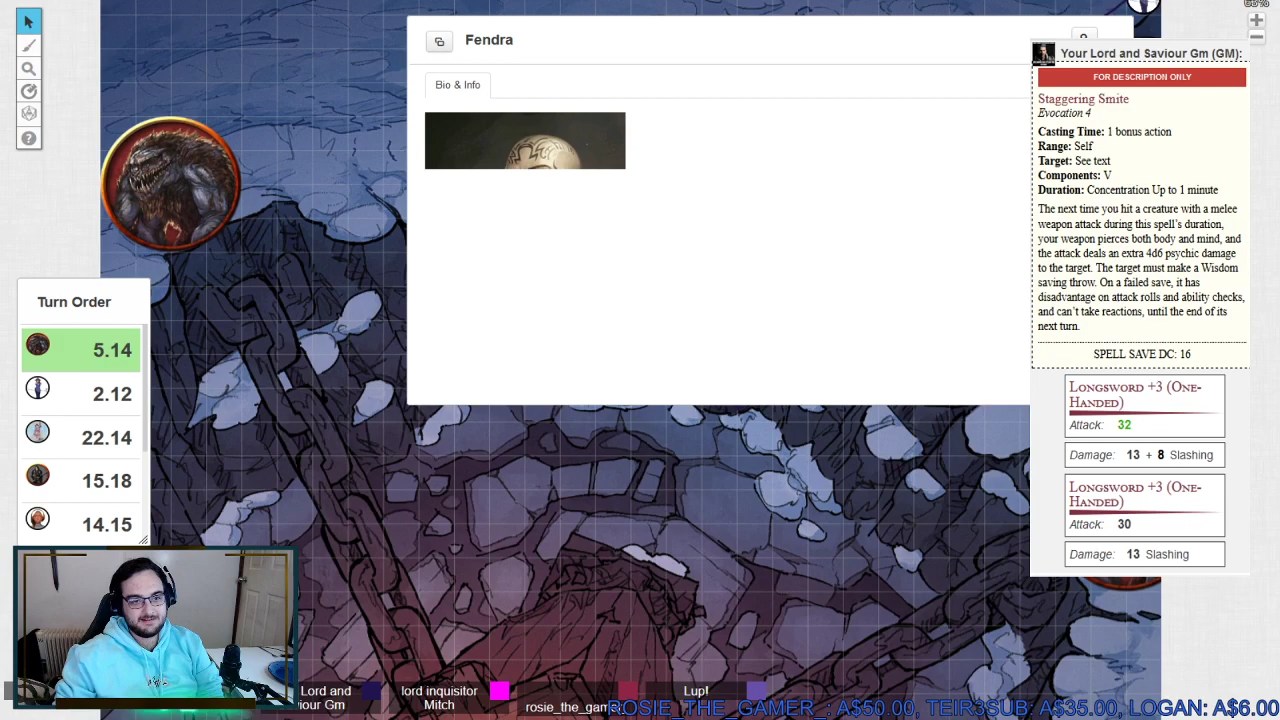 Fendra
Bio & Info
Your Lord and Saviour Gm (GM):
FOR DESCRIPTION ONLY
Staggering Smite
Evocation 4
Casting Time: 1 bonus action
Range: Self
Target: See text
Components: V
Duration: Concentration Up to 1 minute
The next time you hit a creature with a melee
weapon attack during this spell's duration,
your weapon pierces both body and mind, and
the attack deals an extra 4d6 psychic damage
to the target. The target must make a Wisdom
saving throw. On a failed save, it has
disadvantage on attack rolls and ability checks,
and can't take reactions, until the end of its
next turn.
SPELL SAVE DC: 16
Longsword +3 (One-
Handed)
Attack: 32
Damage: 13 + 8 Slashing
Longsword +3 (One-
Handed)
Attack: 30
Damage: 13 Slashing
Turn Order
5.14
2.12
22.14
15.18
14.15
Lord and
viour Gm
lord inquisitor
Mitch
rosie_the_gam
Lup!
ROSIE_THE_GAMER_: A$50.00, TEIR3SUB: A$35.00, LOGAN: A$6.00